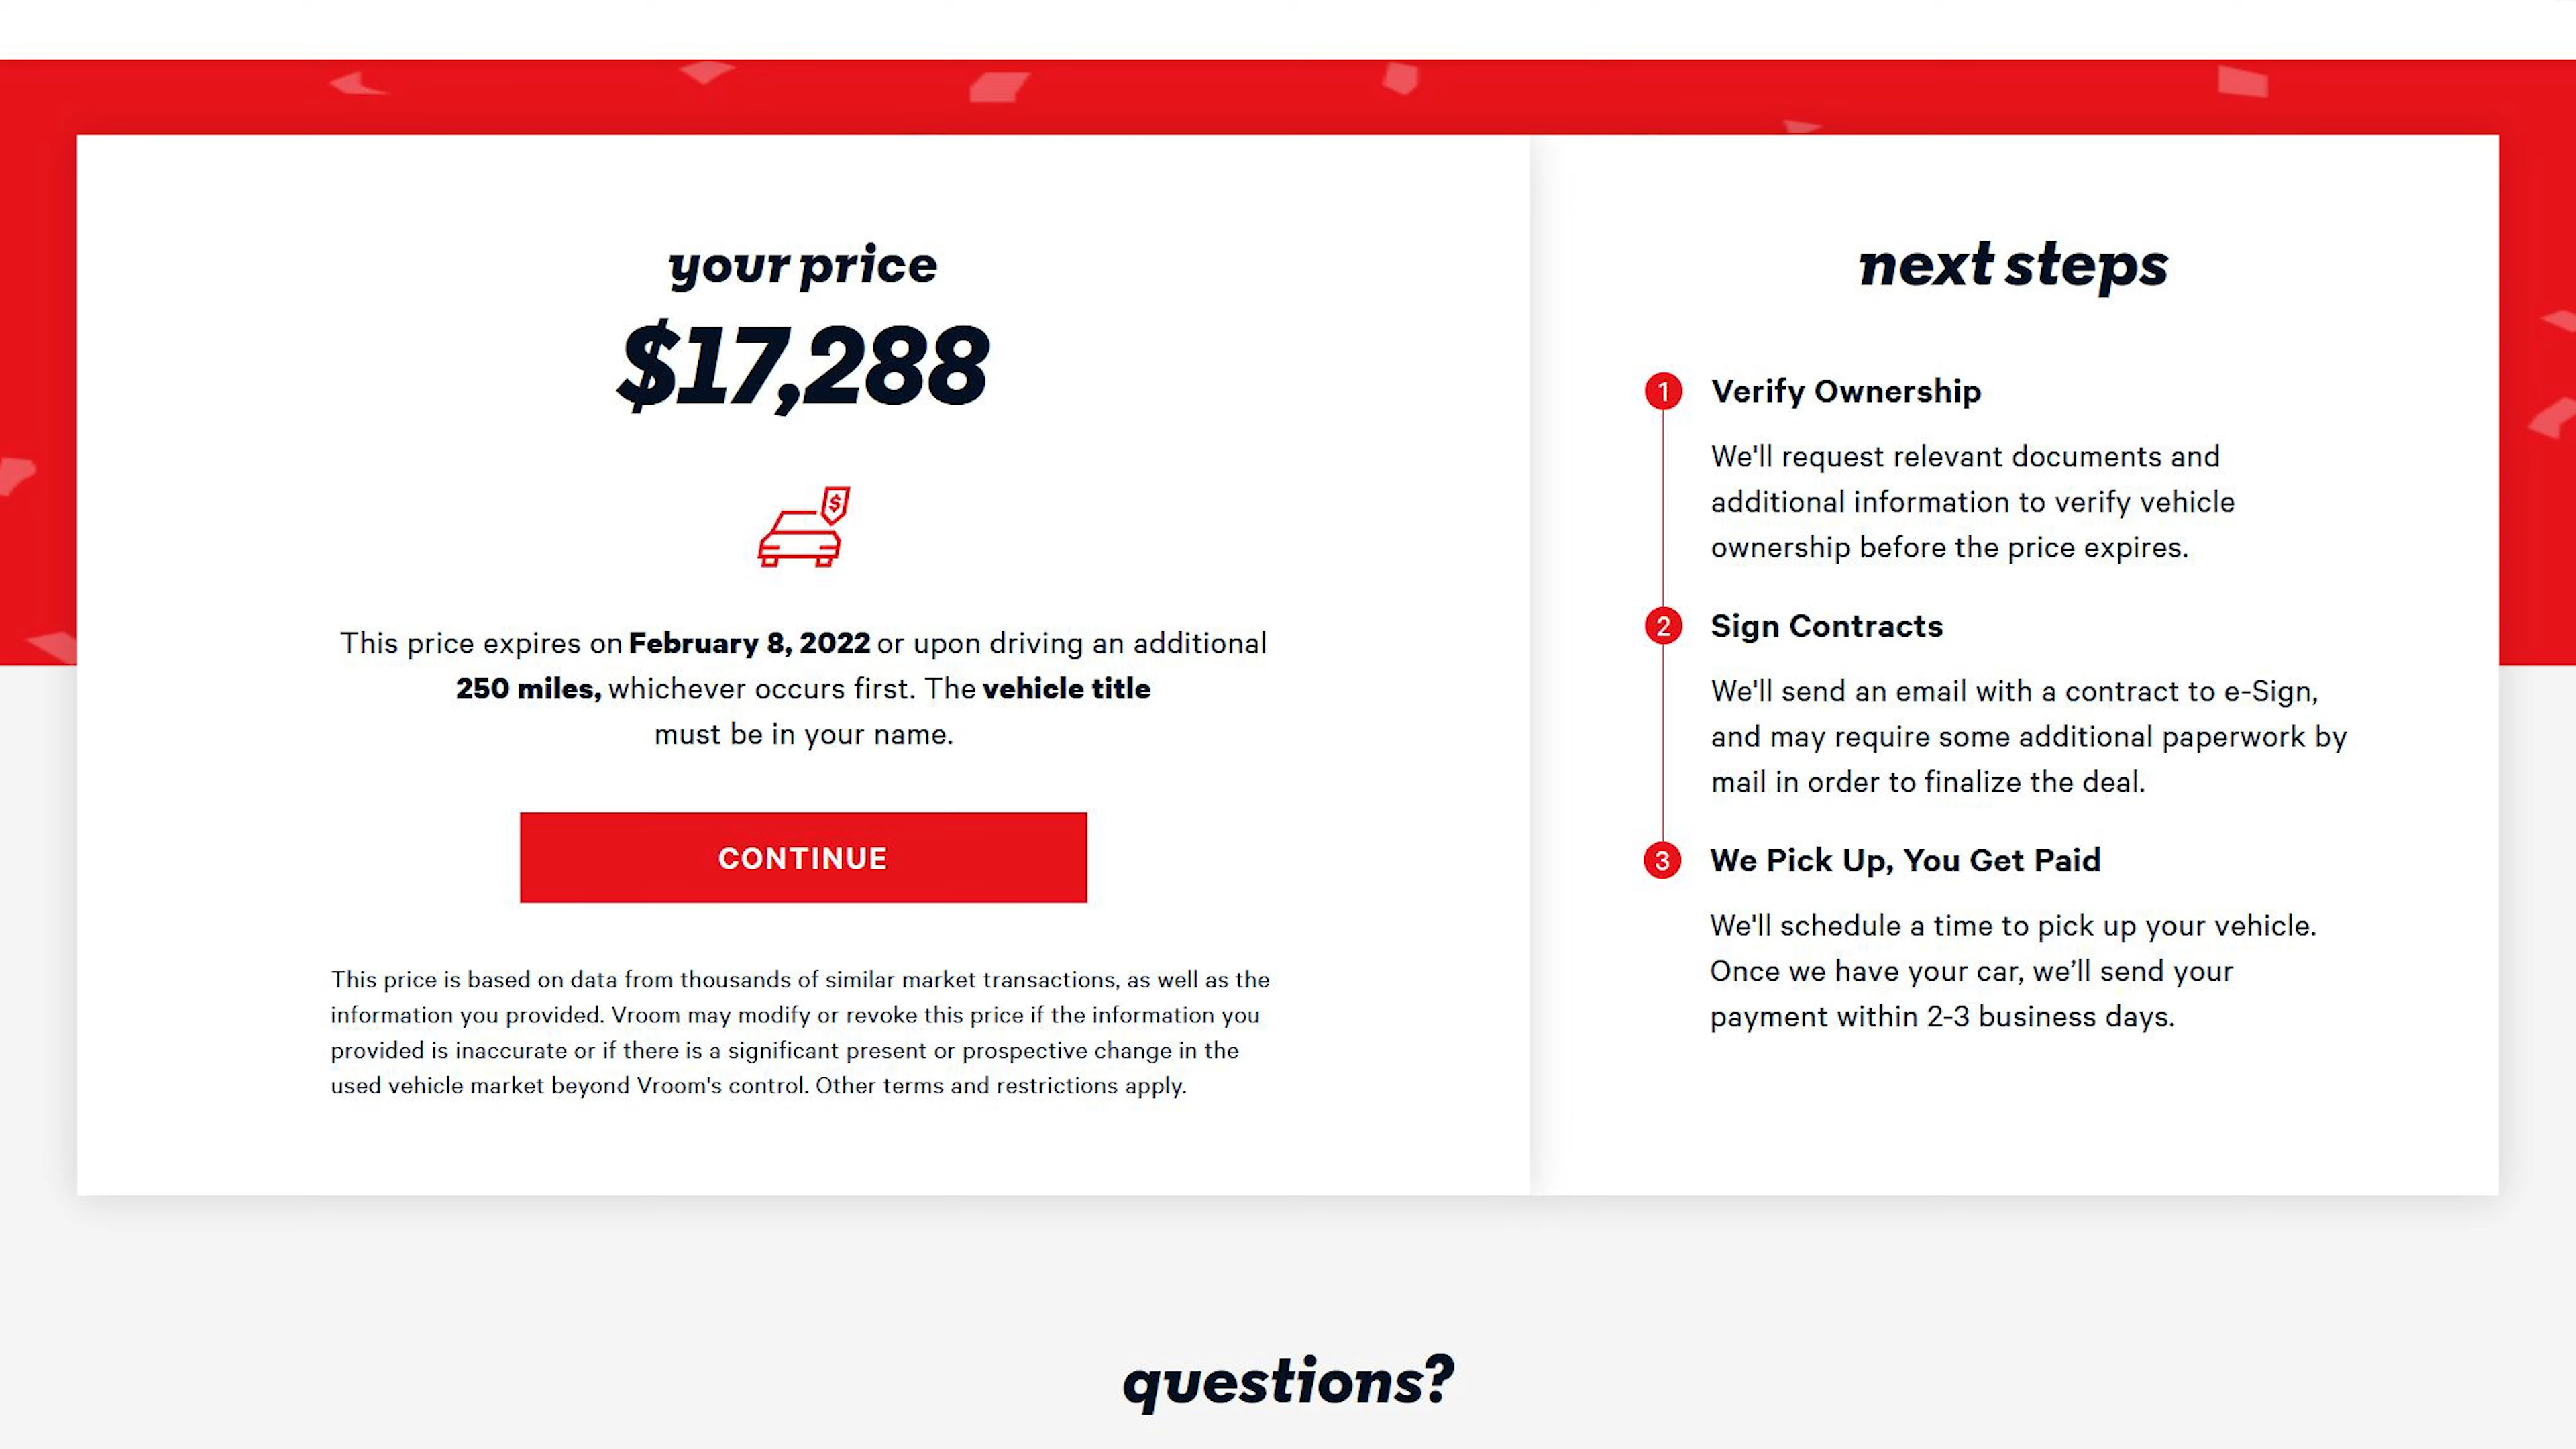 your price
$17,288
$
This price expires on February 8, 2022 or upon driving an additional
250 miles, whichever occurs first. The vehicle title
must be in your name.
CONTINUE
This price is based on data from thousands of similar market transactions, as well as the
information you provided. Vroom may modify or revoke this price if the information you
provided is inaccurate or if there is a significant present or prospective change in the
used vehicle market beyond Vroom's control. Other terms and restrictions apply.
next steps
1 Verify Ownership
We'll request relevant documents and
additional information to verify vehicle
ownership before the price expires.
2 Sign Contracts
We'll send an email with a contract to e-Sign,
and may require some additional paperwork by
mail in order to finalize the deal.
3 We Pick Up, You Get Paid
We'll schedule a time to pick up your vehicle.
Once we have your car, we’ll send your
payment within 2-3 business days.
questions?